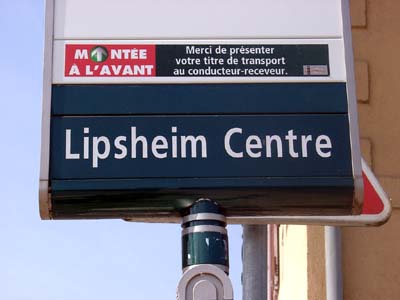 MONTÉE
À L'AVANT
Merci de présenter
votre titre de transport
au conducteur-receveur.
Lipsheim Centre